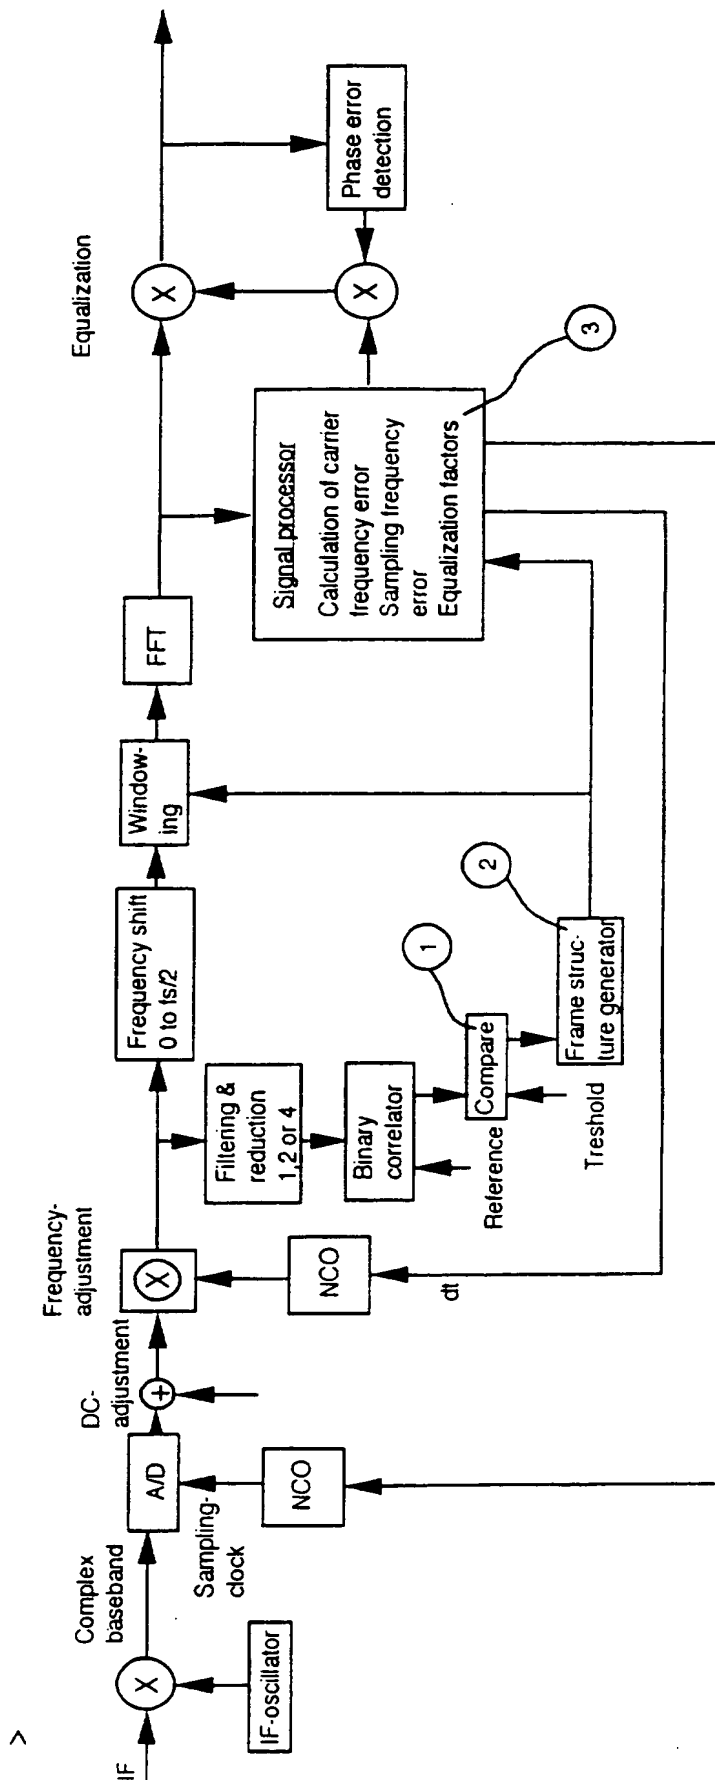 >
IF
X
IF-oscillator
Complex
baseband
A/D
Sampling-
clock
NCO
DC-
adjustment
+
Frequency-
adjustment
X
NCO
dt
Filtering &
reduction
1,2 or 4
Binary
correlator
Reference
Compare
1
Treshold
Frame struc-
ture generator
2
Frequency shift
0 to fs/2
Window-
ing
FFT
Signal processor
Calculation of carrier
frequency error
Sampling frequency
error
Equalization factors
3
Equalization
X
X
Phase error
detection